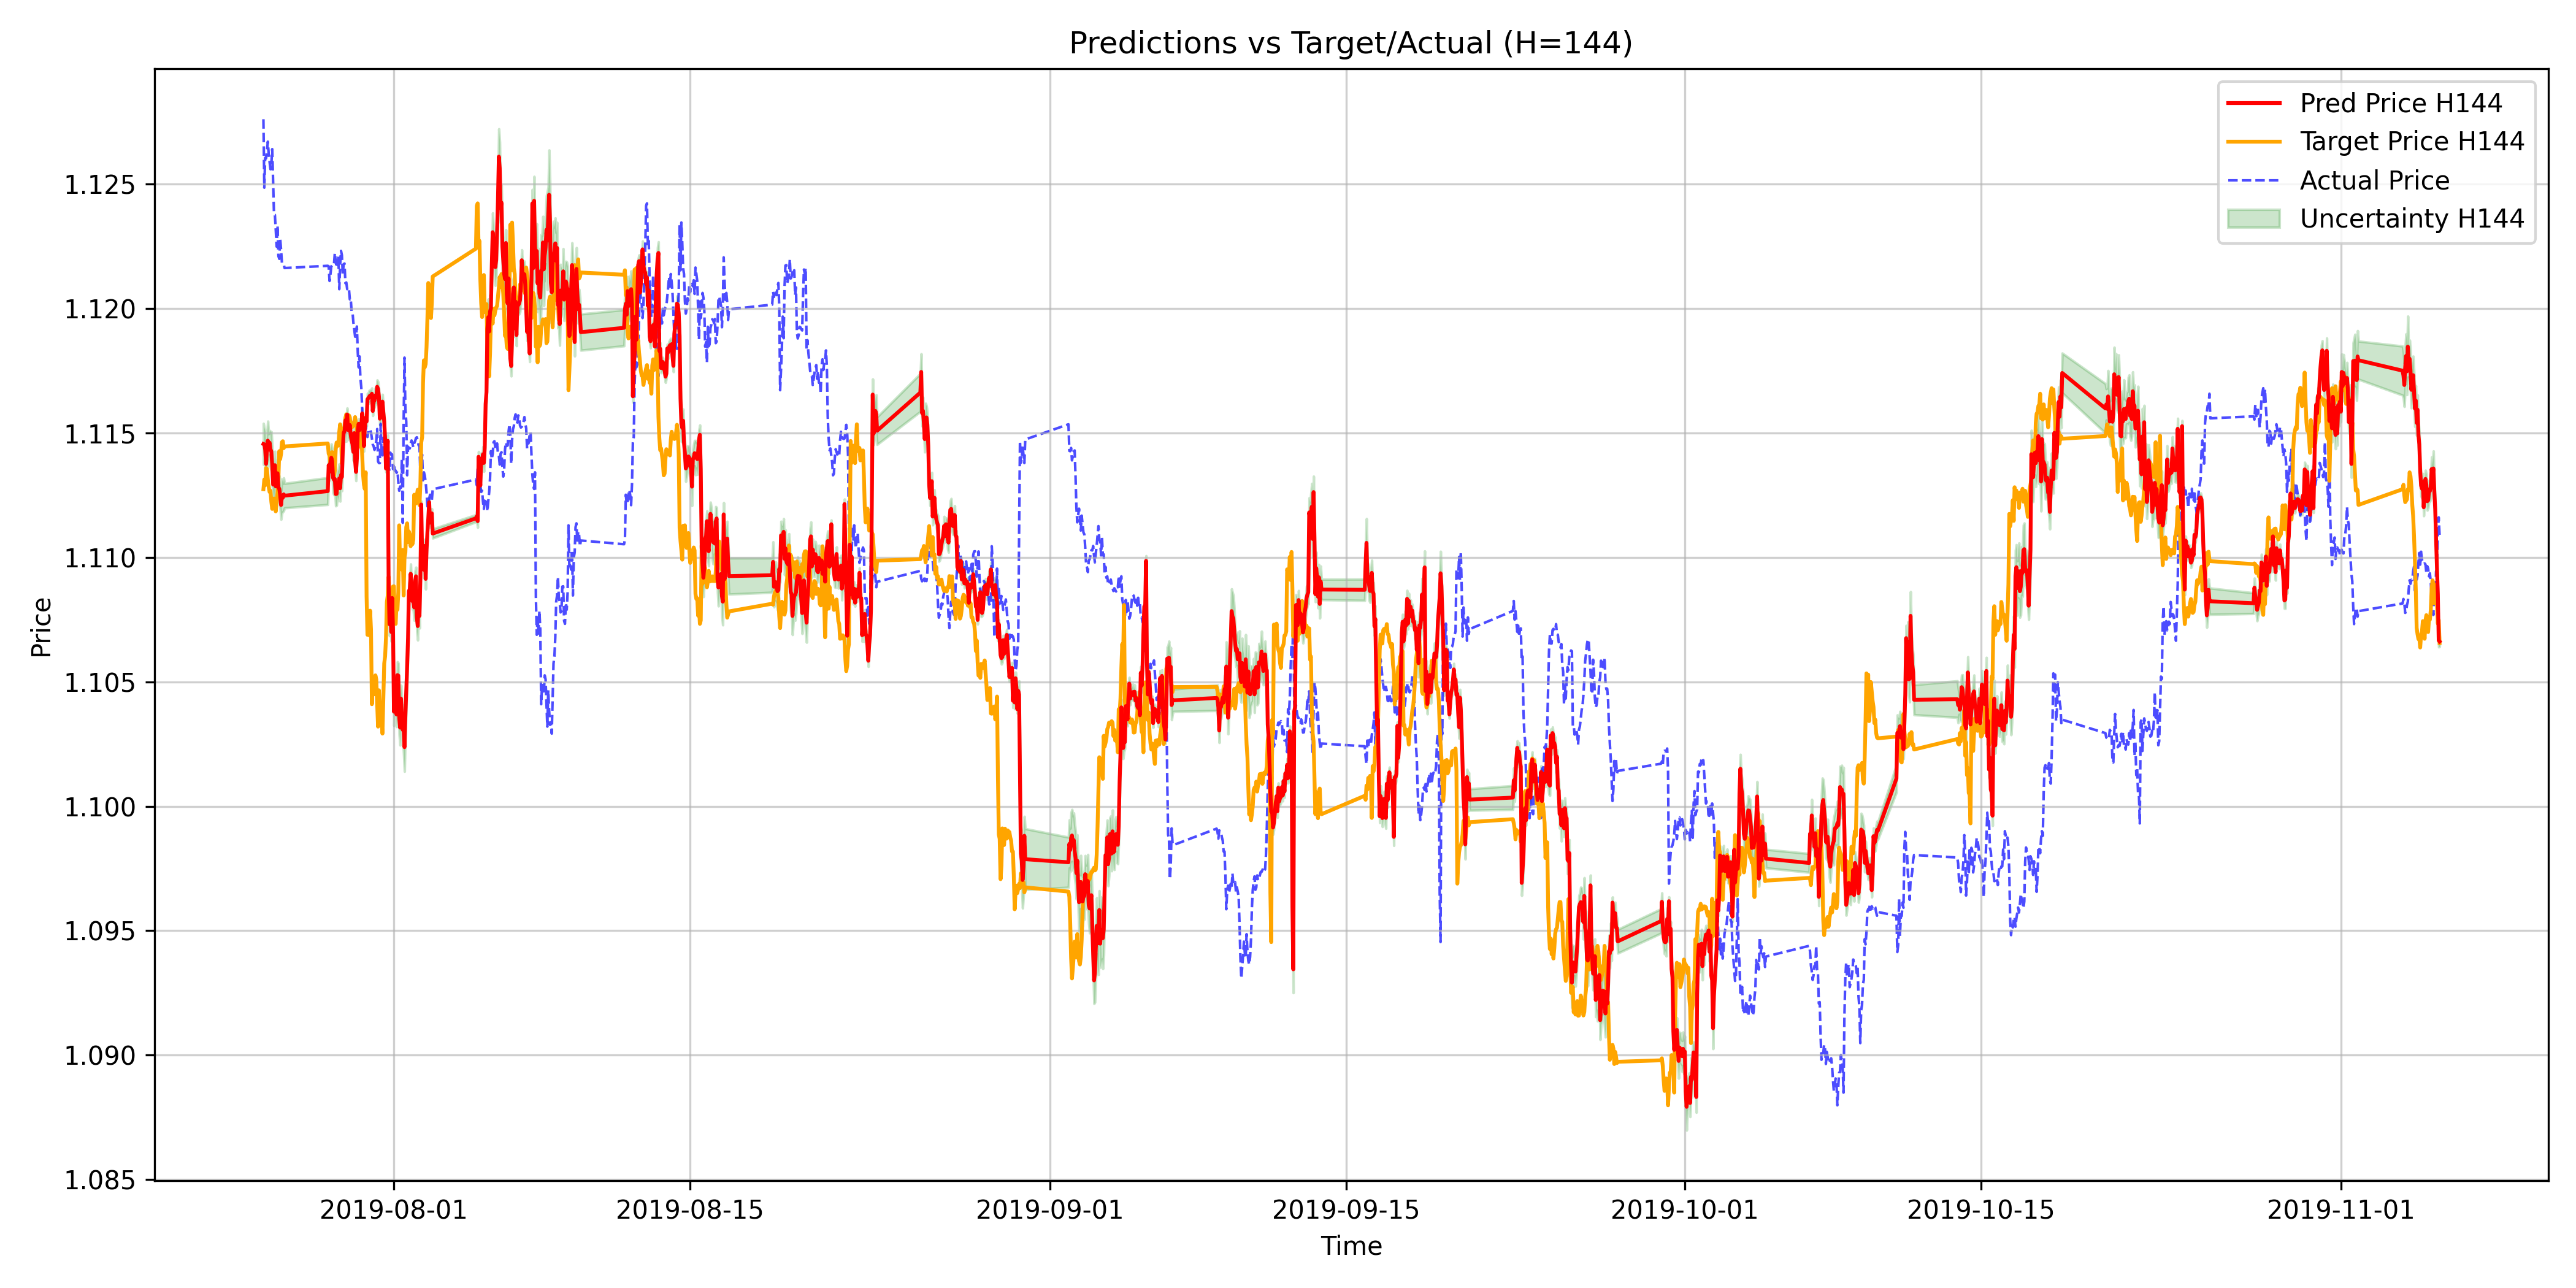 Predictions vs Target/Actual (H=144)
Pred Price H144
Target Price H144
Actual Price
Uncertainty H144
Price
1.125
1.120
1.115
1.110
1.105
1.100
1.095
1.090
1.085
2019-08-01
2019-08-15
2019-09-01
2019-09-15
2019-10-01
2019-10-15
2019-11-01
Time